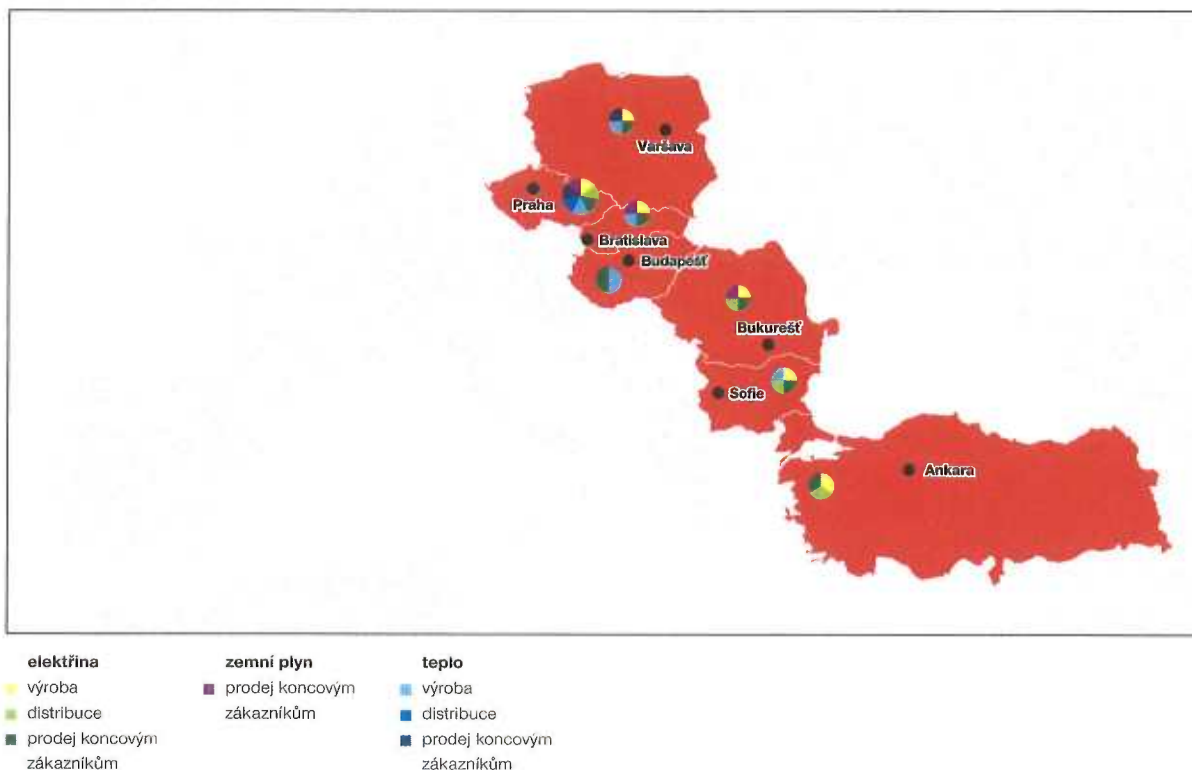 Varšava
Praha
Bratislava
Budapešť
Bukurešť
Sofie
Ankara
elektřina
výroba
distribuce
prodej koncovým
zákazníkům
zemní plyn
prodej koncovým
zákazníkům
teplo
výroba
distribuce
prodej koncovým
zákazníkům